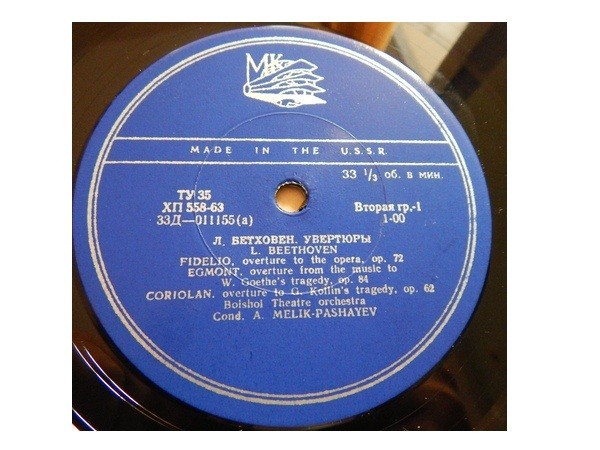 МК
MADE IN THE U.S.S.R.
33 ⅓ об. в мин.
ТУ 35
ХП 558-63
33Д—011155(а)
Вторая гр.-1
1-00
Л. БЕТХОВЕН. УВЕРТЮРЫ
L. BEETHOVEN
FIDELIO, overture to the opera, op. 72
EGMONT, overture from the music to
W. Goethe's tragedy, op. 84
CORIOLAN, overture to G. Kollin's tragedy, op. 62
Bolshoi Theatre orchestra
Cond. A. MELIK-PASHAYEV